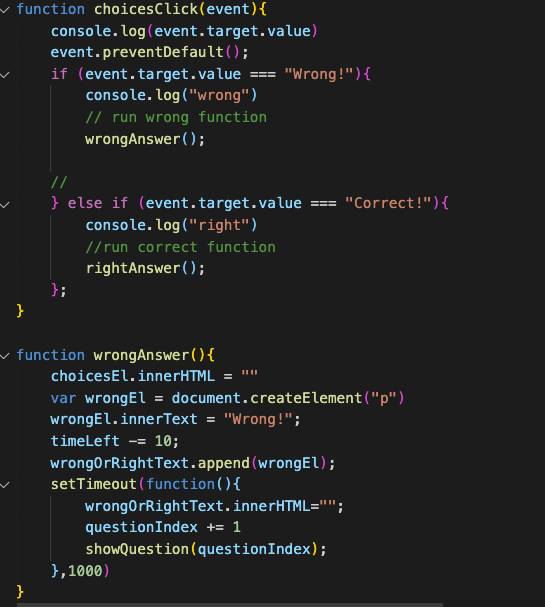 function choicesClick(event){
console.log(event.target.value)
event.preventDefault();
if (event.target.value === "Wrong!"){
console.log("wrong")
// run wrong function
wrongAnswer();
//
} else if (event.target.value === "Correct!"){
console.log("right")
//run correct function
rightAnswer();
};
}
function wrongAnswer(){
choicesEl.innerHTML = ""
var wrongEl = document.createElement("p")
wrongEl.innerText = "Wrong!";
timeLeft -= 10;
wrongOrRightText.append(wrongEl);
setTimeout(function(){
wrongOrRightText.innerHTML="";
questionIndex += 1
showQuestion(questionIndex);
},1000)
}